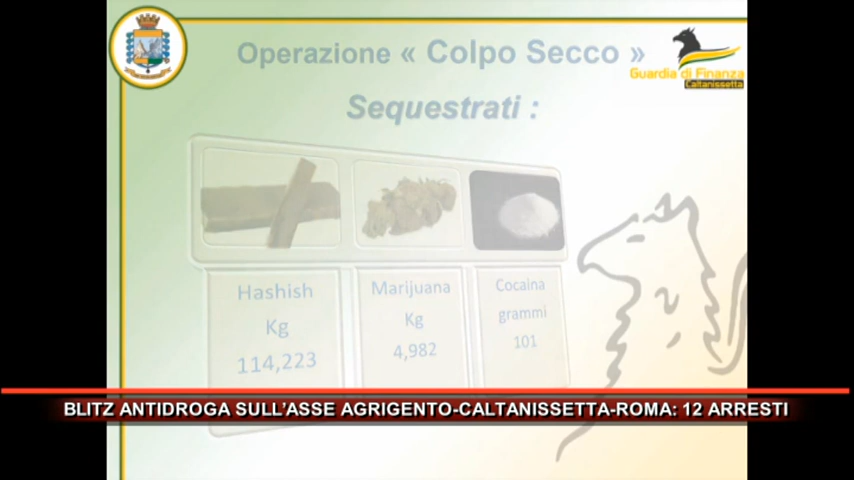 Operazione « Colpo Secco »
Guardia di Finanza
Caltanissetta
Sequestrati :
Hashish
Kg
114,223
Marijuana
Kg
4,982
Cocaina
grammi
101
BLITZ ANTIDROGA SULL'ASSE AGRIGENTO-CALTANISSETTA-ROMA: 12 ARRESTI